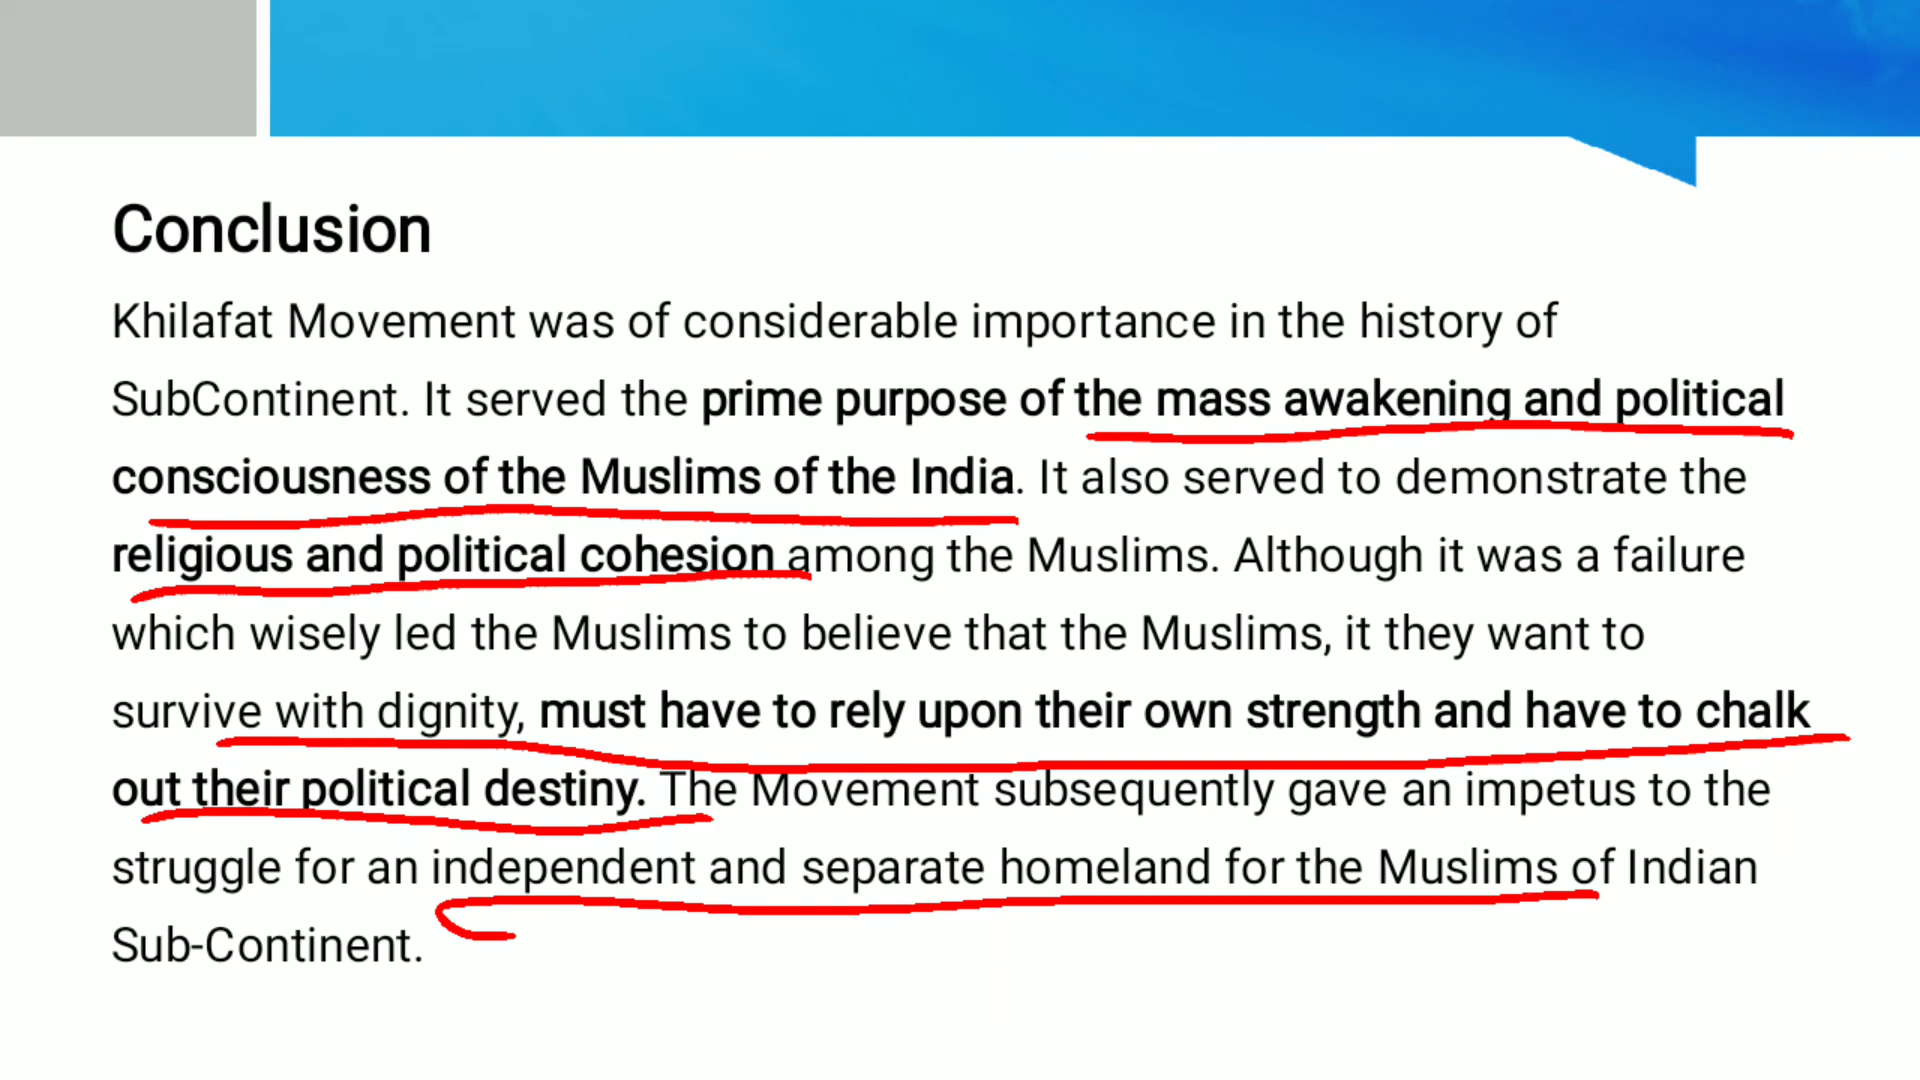 Conclusion
Khilafat Movement was of considerable importance in the history of
SubContinent. It served the prime purpose of the mass awakening and political
consciousness of the Muslims of the India. It also served to demonstrate the
religious and political cohesion among the Muslims. Although it was a failure
which wisely led the Muslims to believe that the Muslims, it they want to
survive with dignity, must have to rely upon their own strength and have to chalk
out their political destiny. The Movement subsequently gave an impetus to the
struggle for an independent and separate homeland for the Muslims of Indian
Sub-Continent.